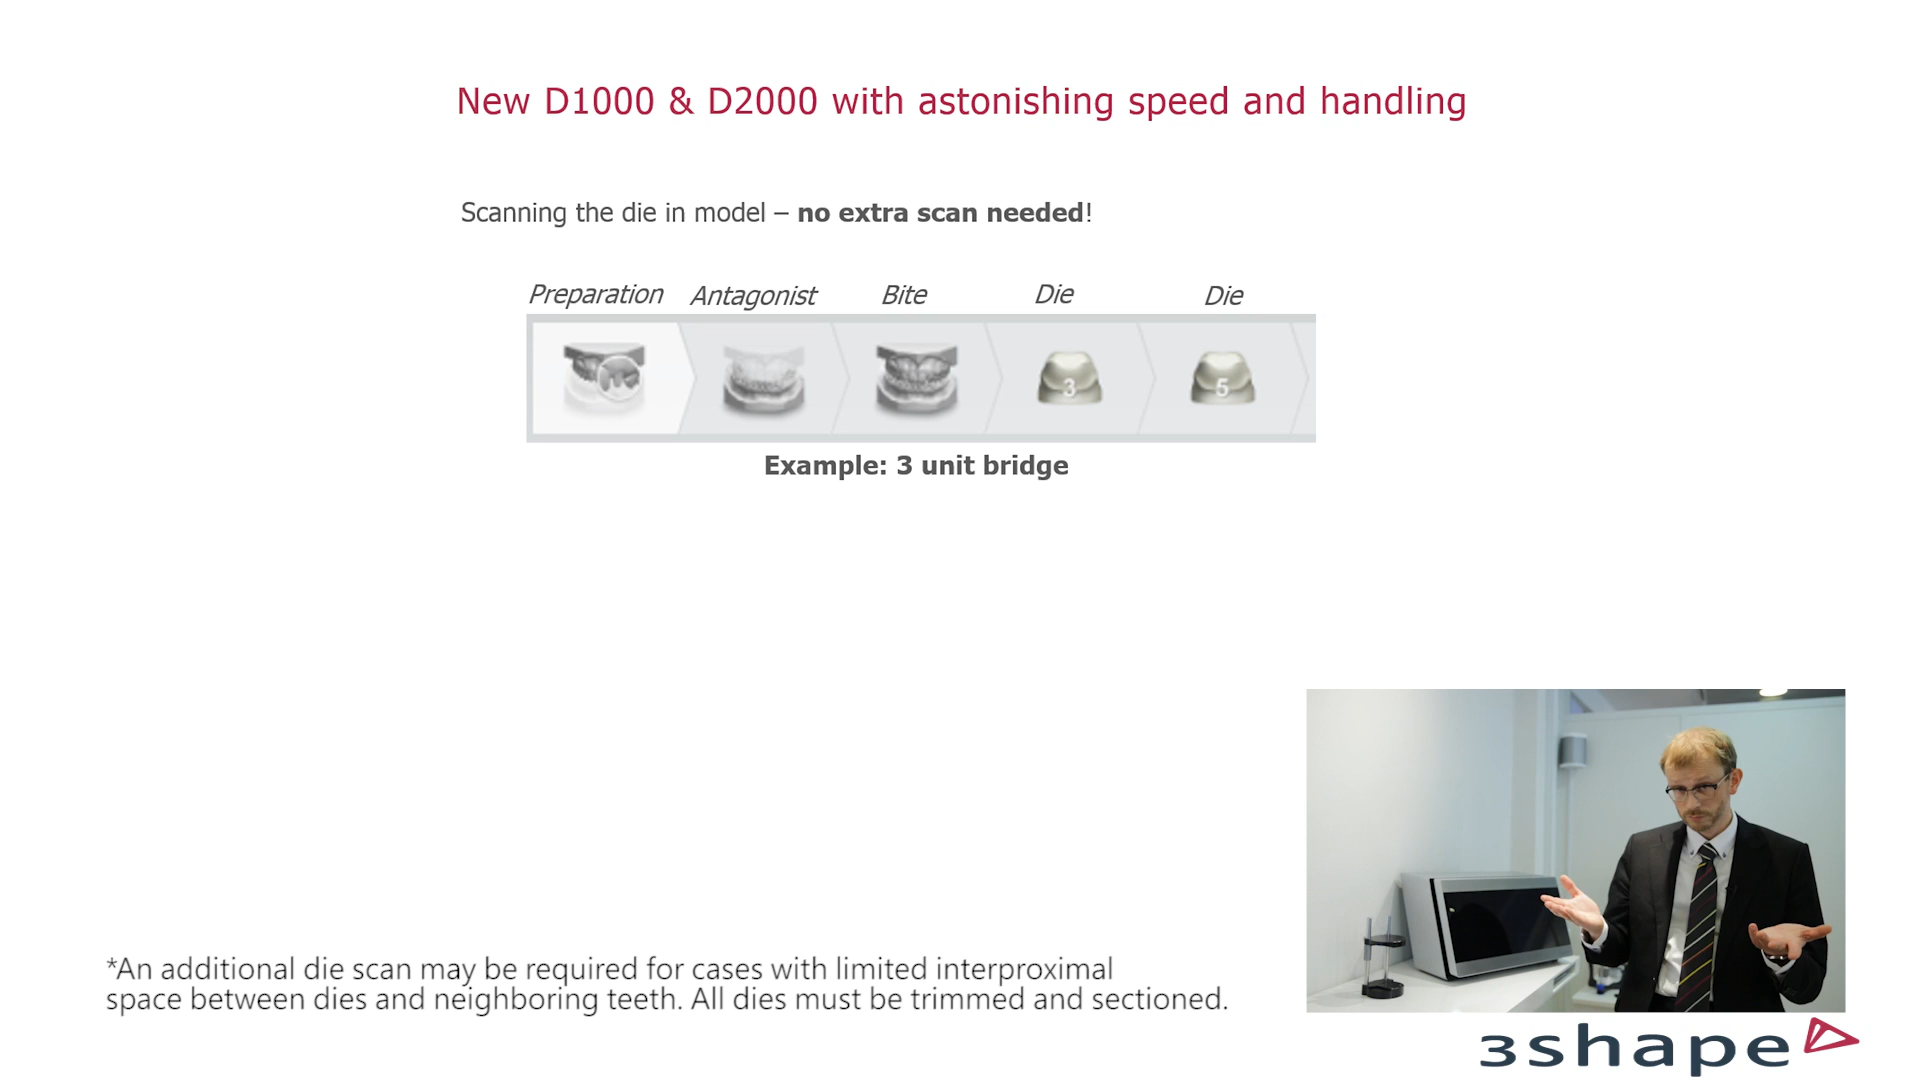 New D1000 & D2000 with astonishing speed and handling
Scanning the die in model – no extra scan needed!
Preparation Antagonist Bite Die Die
3 5
Example: 3 unit bridge
*An additional die scan may be required for cases with limited interproximal
space between dies and neighboring teeth. All dies must be trimmed and sectioned.
3shape